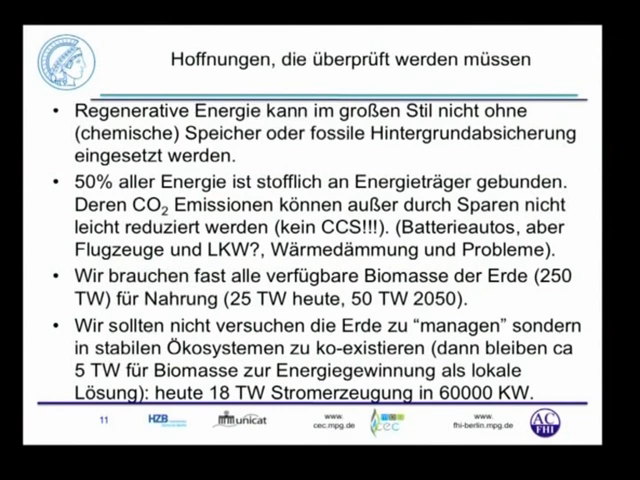 Hoffnungen, die überprüft werden müssen
• Regenerative Energie kann im großen Stil nicht ohne
(chemische) Speicher oder fossile Hintergrundabsicherung
eingesetzt werden.
• 50% aller Energie ist stofflich an Energieträger gebunden.
Deren CO₂ Emissionen können außer durch Sparen nicht
leicht reduziert werden (kein CCS!!!). (Batterieautos, aber
Flugzeuge und LKW?, Wärmedämmung und Probleme).
• Wir brauchen fast alle verfügbare Biomasse der Erde (250
TW) für Nahrung (25 TW heute, 50 TW 2050).
• Wir sollten nicht versuchen die Erde zu “managen” sondern
in stabilen Ökosystemen zu ko-existieren (dann bleiben ca
5 TW für Biomasse zur Energiegewinnung als lokale
Lösung): heute 18 TW Stromerzeugung in 60000 KW.
11
HZB
unicat
www.
cec.mpg.de
cec
www.
fhi-berlin.mpg.de
AC
FHI